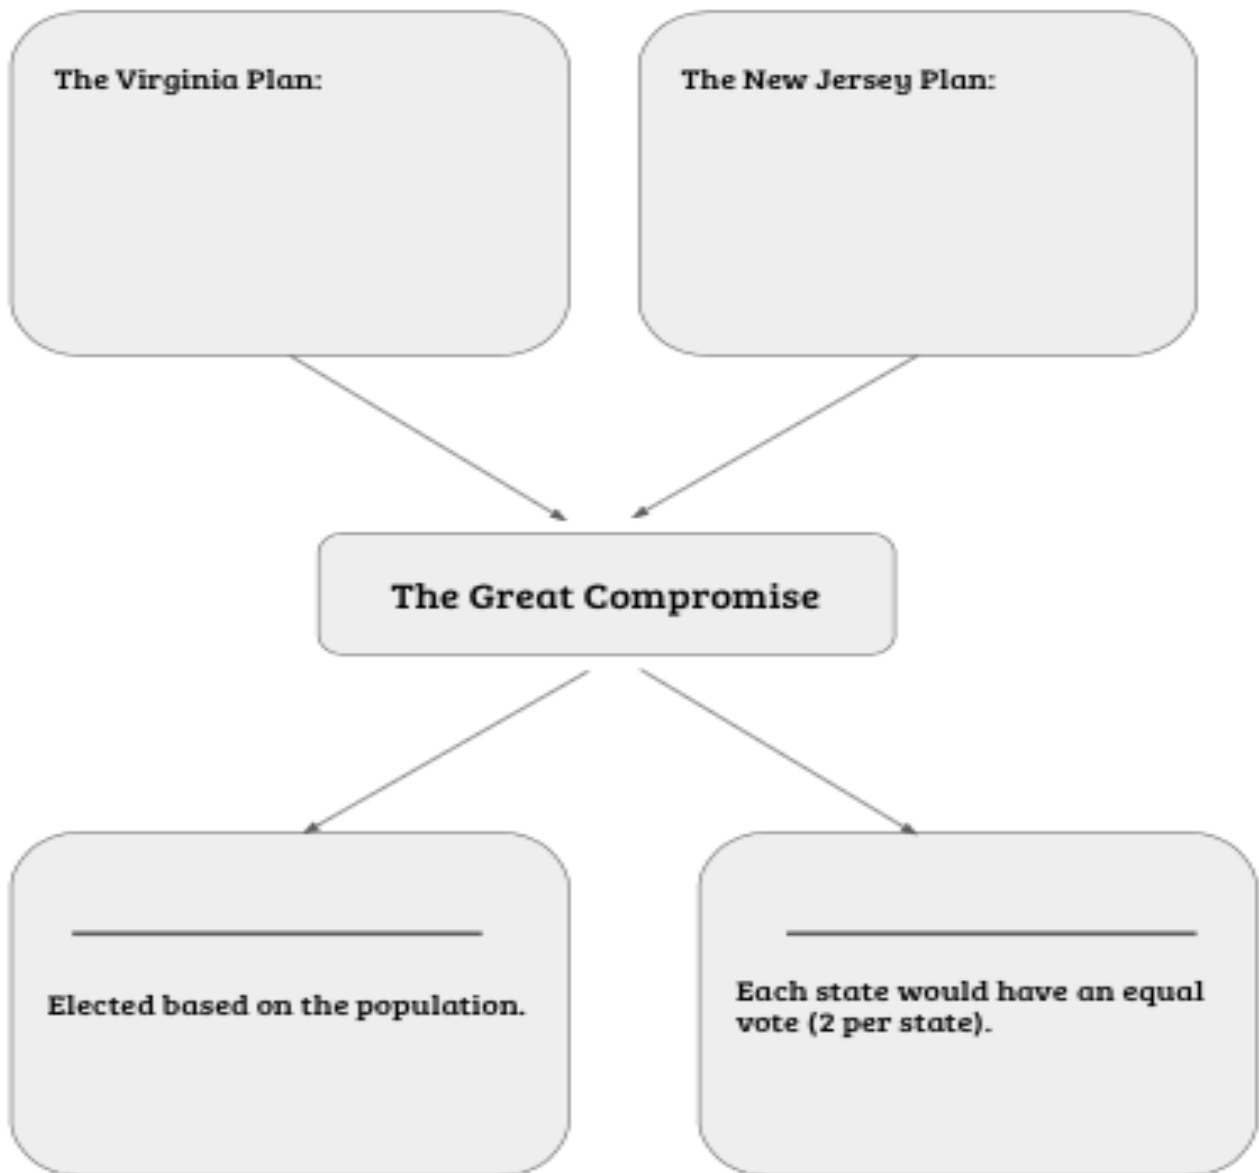 The Virginia Plan:
The New Jersey Plan:
The Great Compromise
Elected based on the population.
Each state would have an equal
vote (2 per state).